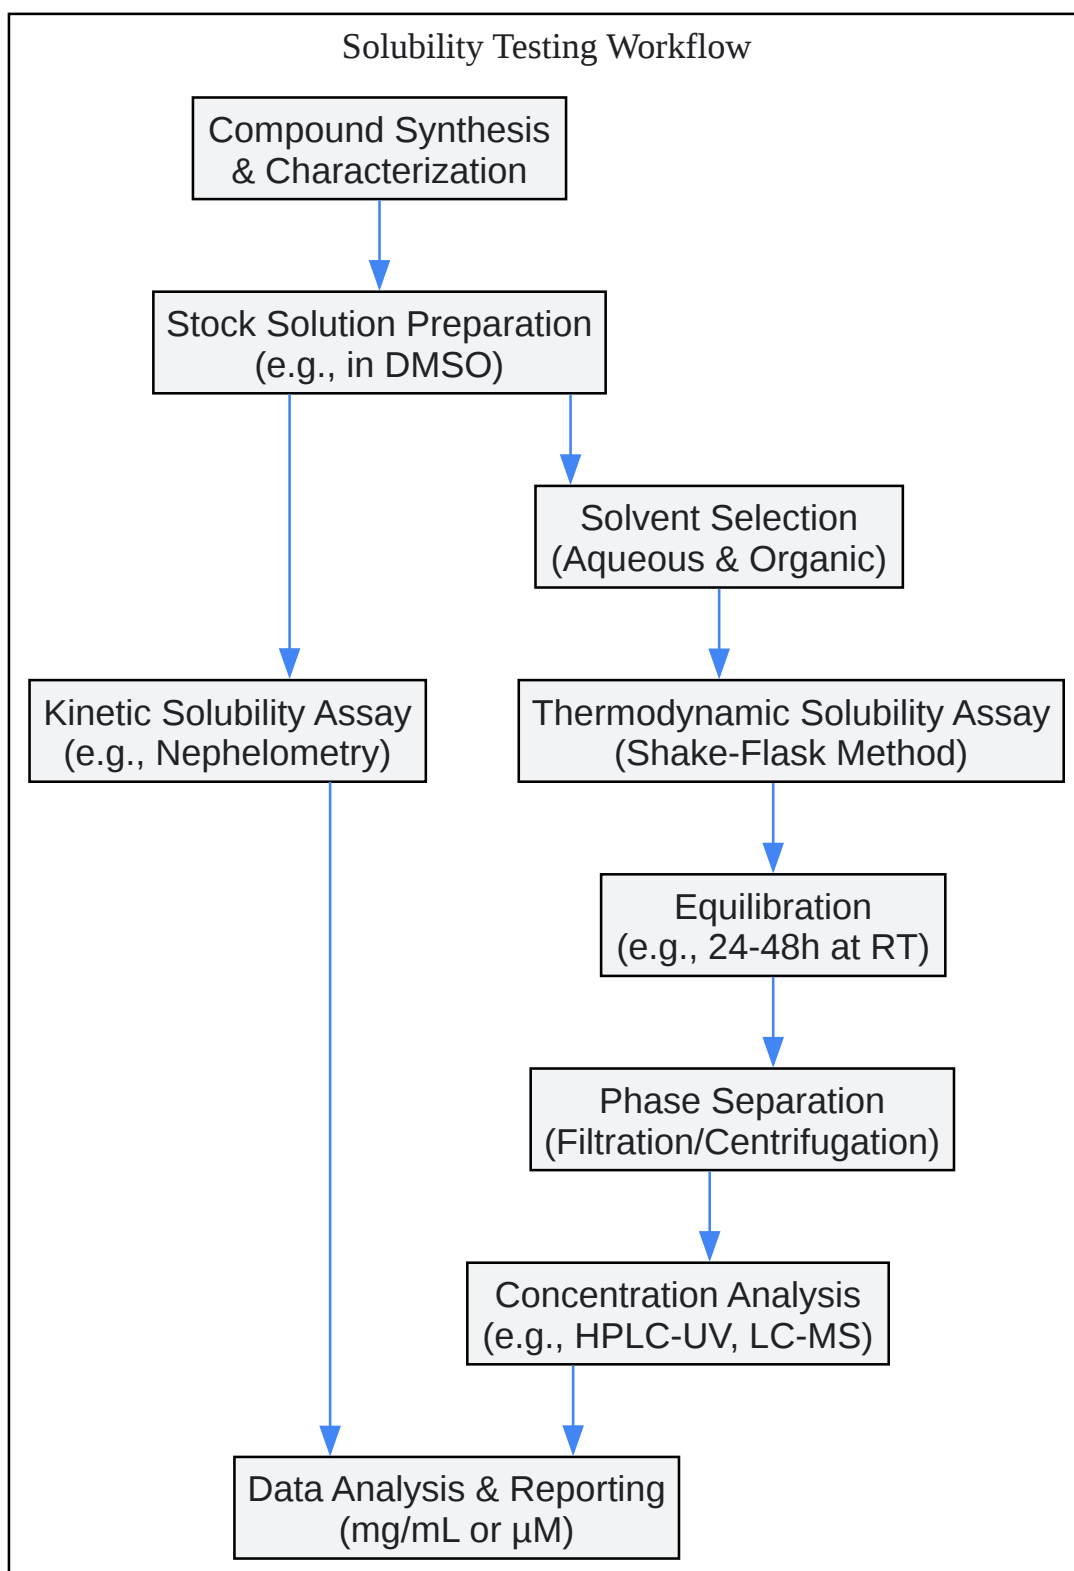 Solubility Testing Workflow
Compound Synthesis
& Characterization
Stock Solution Preparation
(e.g., in DMSO)
Solvent Selection
(Aqueous & Organic)
Kinetic Solubility Assay
(e.g., Nephelometry)
Thermodynamic Solubility Assay
(Shake-Flask Method)
Equilibration
(e.g., 24-48h at RT)
Phase Separation
(Filtration/Centrifugation)
Concentration Analysis
(e.g., HPLC-UV, LC-MS)
Data Analysis & Reporting
(mg/mL or µM)